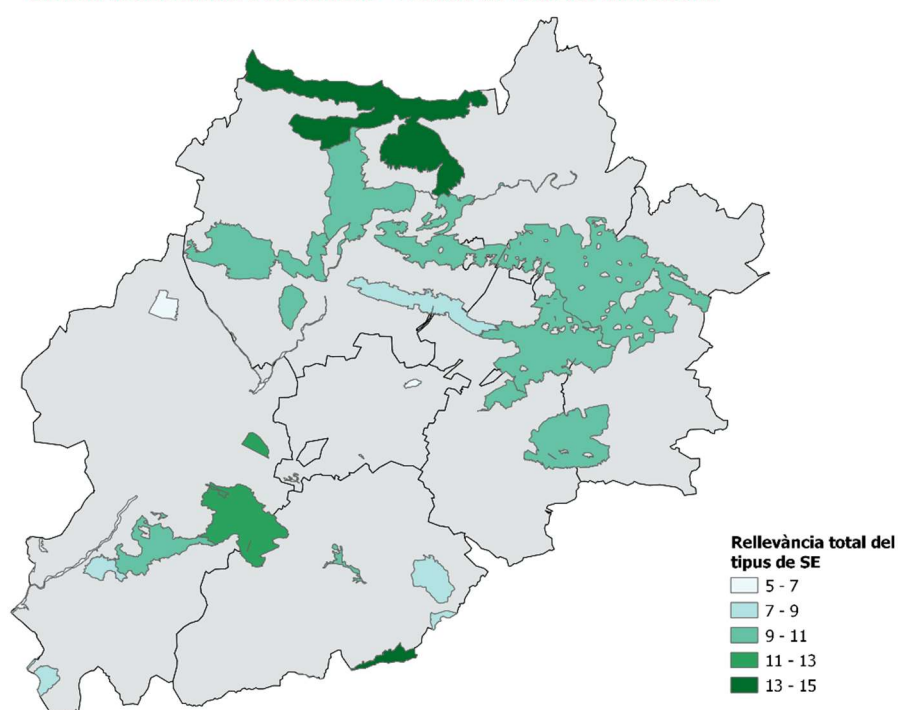 Rellevància total del
tipus de SE
5 - 7
7 - 9
9 - 11
11 - 13
13 - 15